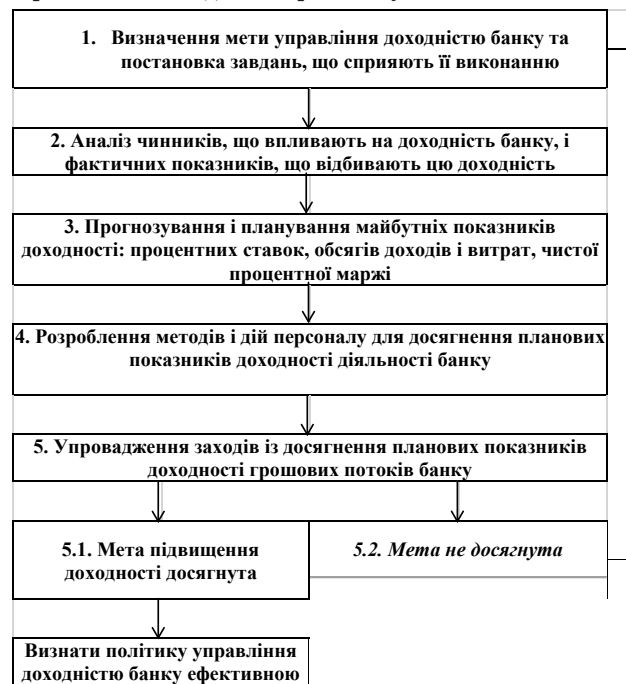 1. Визначення мети управління доходністю банку та
постановка завдань, що сприяють її виконанню
2. Аналіз чинників, що впливають на доходність банку, і
фактичних показників, що відбивають цю доходність
3. Прогнозування і планування майбутніх показників
доходності: процентних ставок, обсягів доходів і витрат, чистої
процентної маржі
4. Розроблення методів і дій персоналу для досягнення планових
показників доходності діяльності банку
5. Упровадження заходів із досягнення планових показників
доходності грошових потоків банку
5.1. Мета підвищення
доходності досягнута
5.2. Мета не досягнута
Визнати політику управління
доходністю банку ефективною